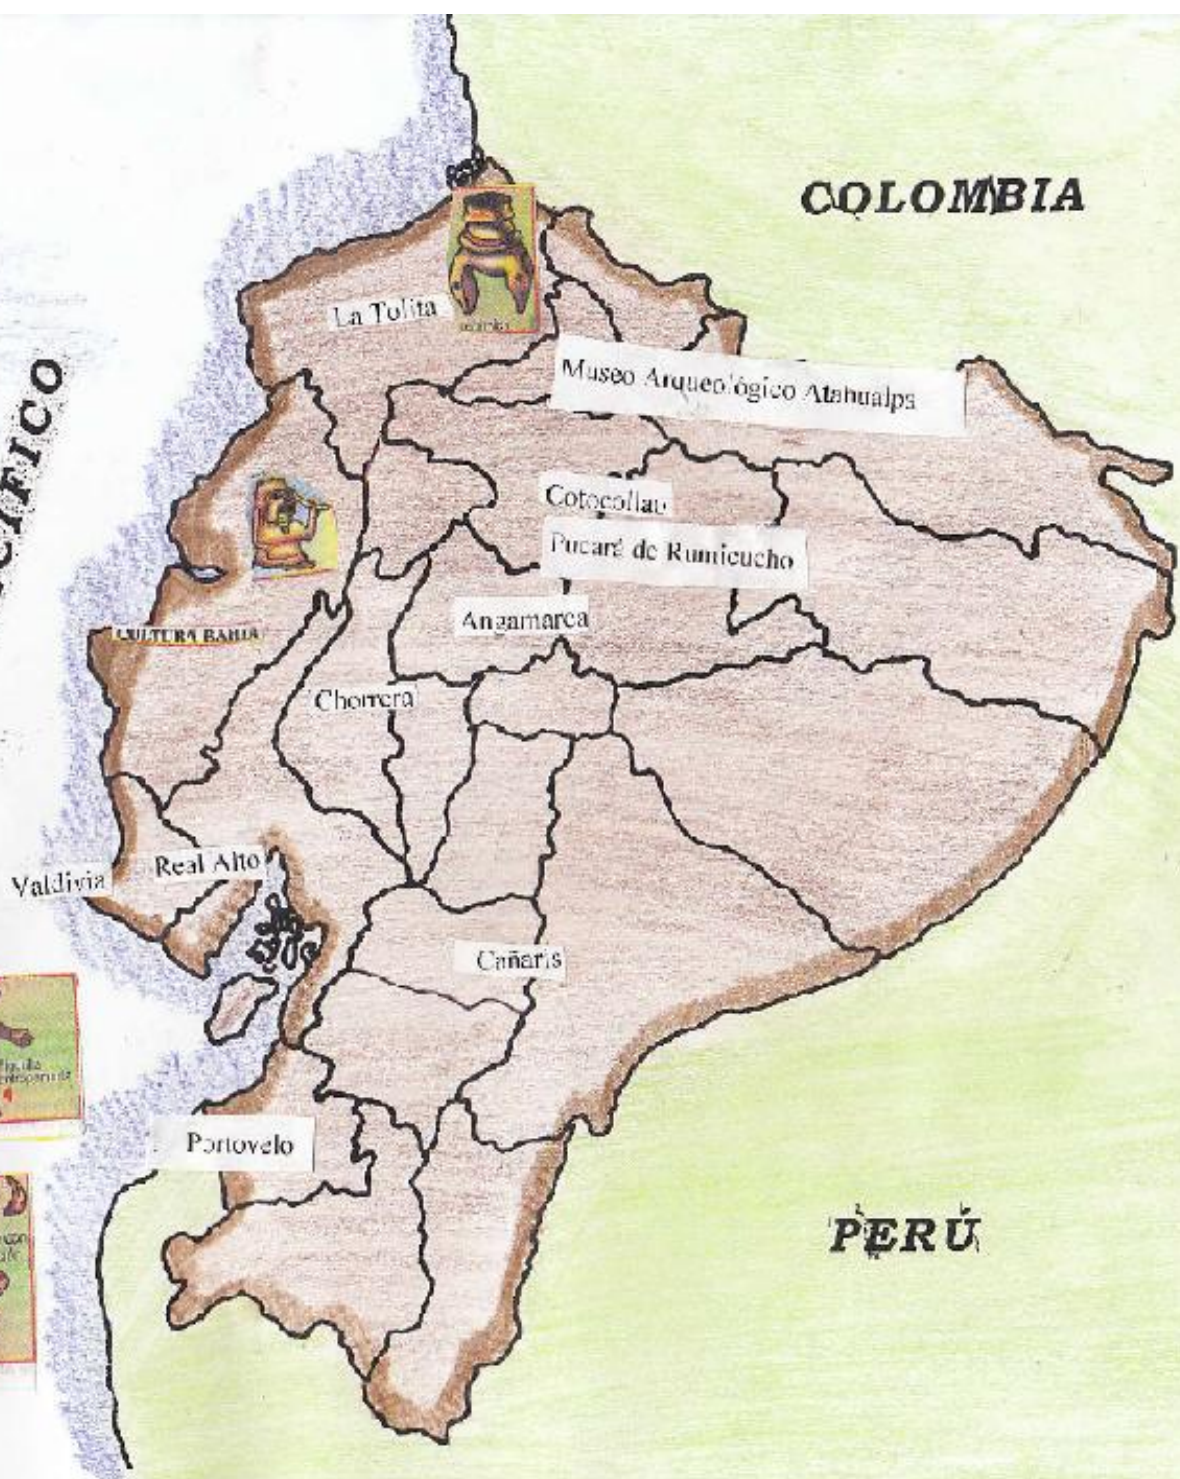 COLOMBIA
La Tolita
Museo Arqueológico Atahualpa
Cotocollao
Pucará de Rumicucho
Angamarca
CULTURA BAHIA
Chorrera
Real Alto
Valdivia
Cañaris
Portovelo
PERÚ